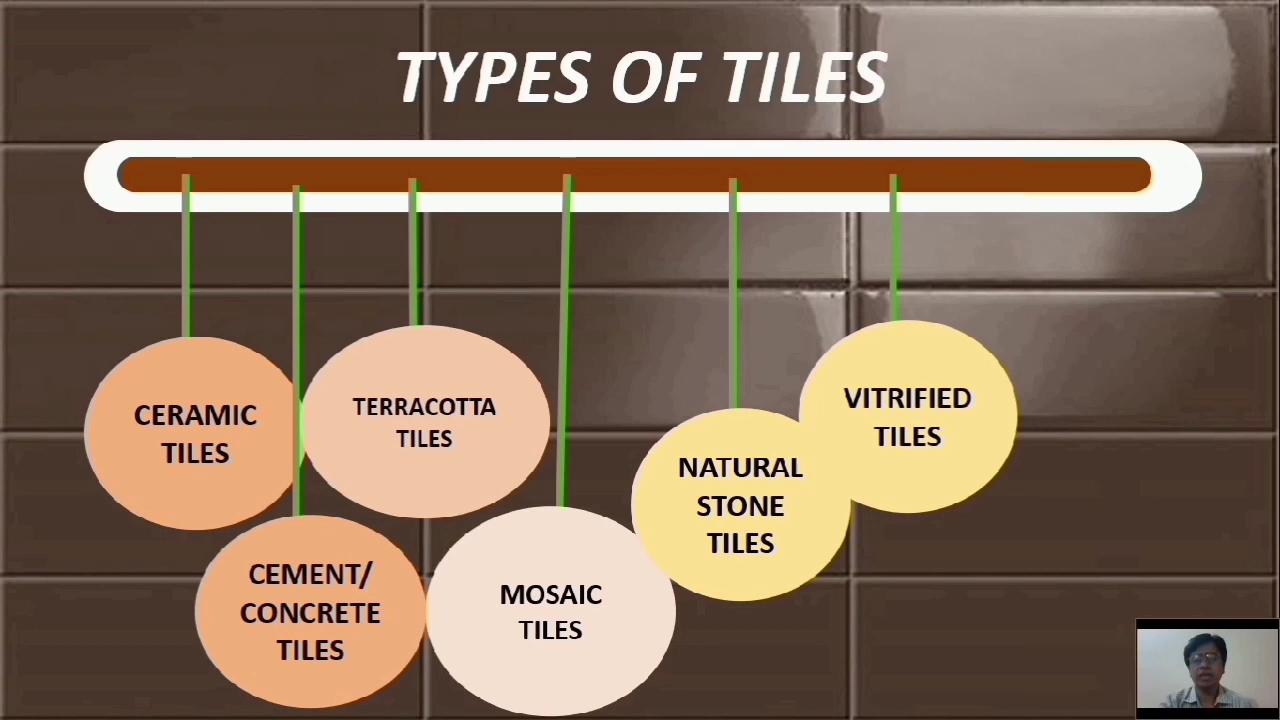 TYPES OF TILES
CERAMIC
TILES
CEMENT/
CONCRETE
TILES
TERRACOTTA
TILES
MOSAIC
TILES
NATURAL
STONE
TILES
VITRIFIED
TILES